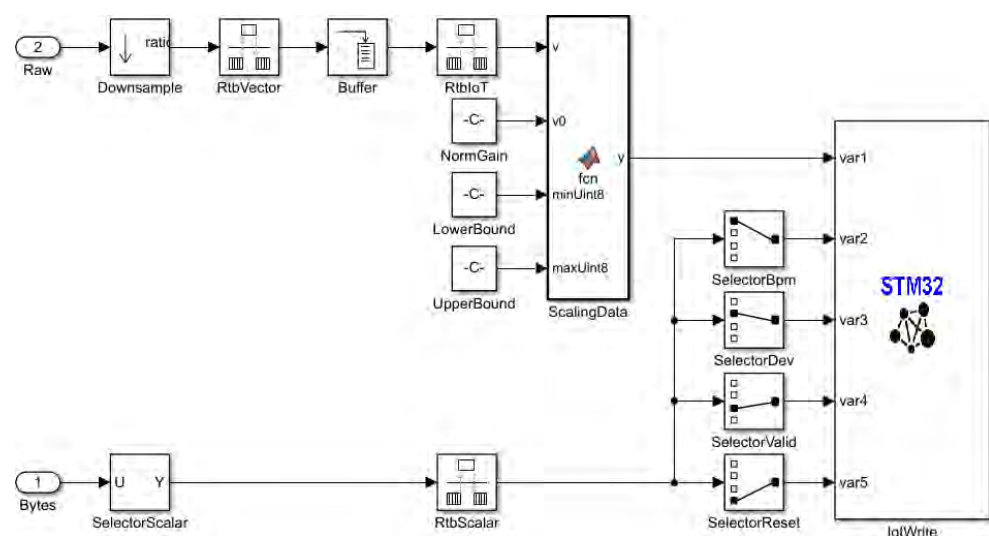 2
Raw
ratio
Downsample
RtbVector
Buffer
RtbIoT
v
-C-
v0
NormGain
-C-
minUint8
LowerBound
-C-
maxUint8
UpperBound
fcn
y
ScalingData
var1
var2
SelectorBpm
STM32
var3
SelectorDev
var4
SelectorValid
var5
SelectorReset
1
Bytes
U Y
SelectorScalar
RtbScalar